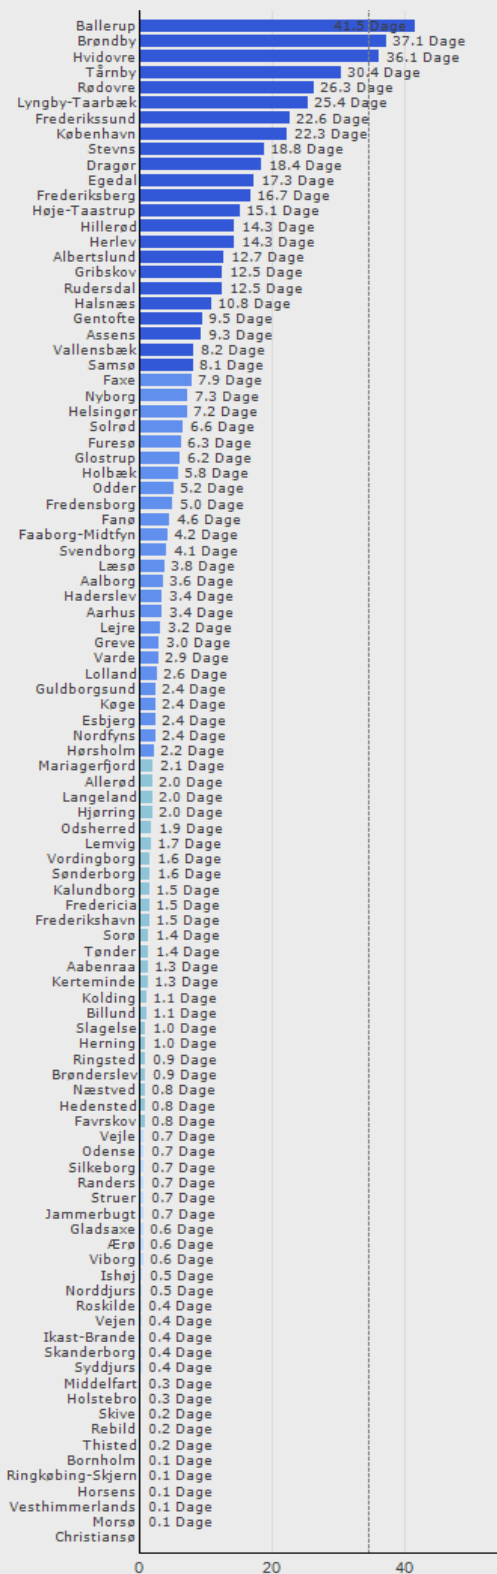 Ballerup 41.5 Dage
Brøndby 37.1 Dage
Hvidovre 36.1 Dage
Tårnby 30.4 Dage
Rødovre 26.3 Dage
Lyngby-Taarbæk 25.4 Dage
Frederikssund 22.6 Dage
København 22.3 Dage
Stevns 18.8 Dage
Dragør 18.4 Dage
Egedal 17.3 Dage
Frederiksberg 16.7 Dage
Høje-Taastrup 15.1 Dage
Hillerød 14.3 Dage
Herlev 14.3 Dage
Albertslund 12.7 Dage
Gribskov 12.5 Dage
Rudersdal 12.5 Dage
Halsnæs 10.8 Dage
Gentofte 9.5 Dage
Assens 9.3 Dage
Vallensbæk 8.2 Dage
Samsø 8.1 Dage
Faxe 7.9 Dage
Nyborg 7.3 Dage
Helsingør 7.2 Dage
Solrød 6.6 Dage
Furesø 6.3 Dage
Glostrup 6.2 Dage
Holbæk 5.8 Dage
Odder 5.2 Dage
Fredensborg 5.0 Dage
Fanø 4.6 Dage
Faaborg-Midtfyn 4.2 Dage
Svendborg 4.1 Dage
Læsø 3.8 Dage
Aalborg 3.6 Dage
Haderslev 3.4 Dage
Aarhus 3.4 Dage
Lejre 3.2 Dage
Greve 3.0 Dage
Varde 2.9 Dage
Lolland 2.6 Dage
Guldborgsund 2.4 Dage
Køge 2.4 Dage
Esbjerg 2.4 Dage
Nordfyns 2.4 Dage
Hørsholm 2.2 Dage
Mariagerfjord 2.1 Dage
Allerød 2.0 Dage
Langeland 2.0 Dage
Hjørring 2.0 Dage
Odsherred 1.9 Dage
Lemvig 1.7 Dage
Vordingborg 1.6 Dage
Sønderborg 1.6 Dage
Kalundborg 1.5 Dage
Fredericia 1.5 Dage
Frederikshavn 1.5 Dage
Sorø 1.4 Dage
Tønder 1.4 Dage
Aabenraa 1.3 Dage
Kerteminde 1.3 Dage
Kolding 1.1 Dage
Billund 1.1 Dage
Slagelse 1.0 Dage
Herning 1.0 Dage
Ringsted 0.9 Dage
Brønderslev 0.9 Dage
Næstved 0.8 Dage
Hedensted 0.8 Dage
Favrskov 0.8 Dage
Vejle 0.7 Dage
Odense 0.7 Dage
Silkeborg 0.7 Dage
Randers 0.7 Dage
Struer 0.7 Dage
Jammerbugt 0.7 Dage
Gladsaxe 0.6 Dage
Ærø 0.6 Dage
Viborg 0.6 Dage
Ishøj 0.5 Dage
Norddjurs 0.5 Dage
Roskilde 0.4 Dage
Vejen 0.4 Dage
Ikast-Brande 0.4 Dage
Skanderborg 0.4 Dage
Syddjurs 0.4 Dage
Middelfart 0.3 Dage
Holstebro 0.3 Dage
Skive 0.2 Dage
Rebild 0.2 Dage
Thisted 0.2 Dage
Bornholm 0.1 Dage
Ringkøbing-Skjern 0.1 Dage
Horsens 0.1 Dage
Vesthimmerlands 0.1 Dage
Morsø 0.1 Dage
Christiansø
0 20 40